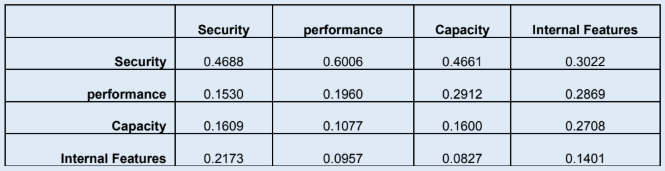 Security performance Capacity Internal Features
Security 0.4688 0.6006 0.4661 0.3022
performance 0.1530 0.1960 0.2912 0.2869
Capacity 0.1609 0.1077 0.1600 0.2708
Internal Features 0.2173 0.0957 0.0827 0.1401